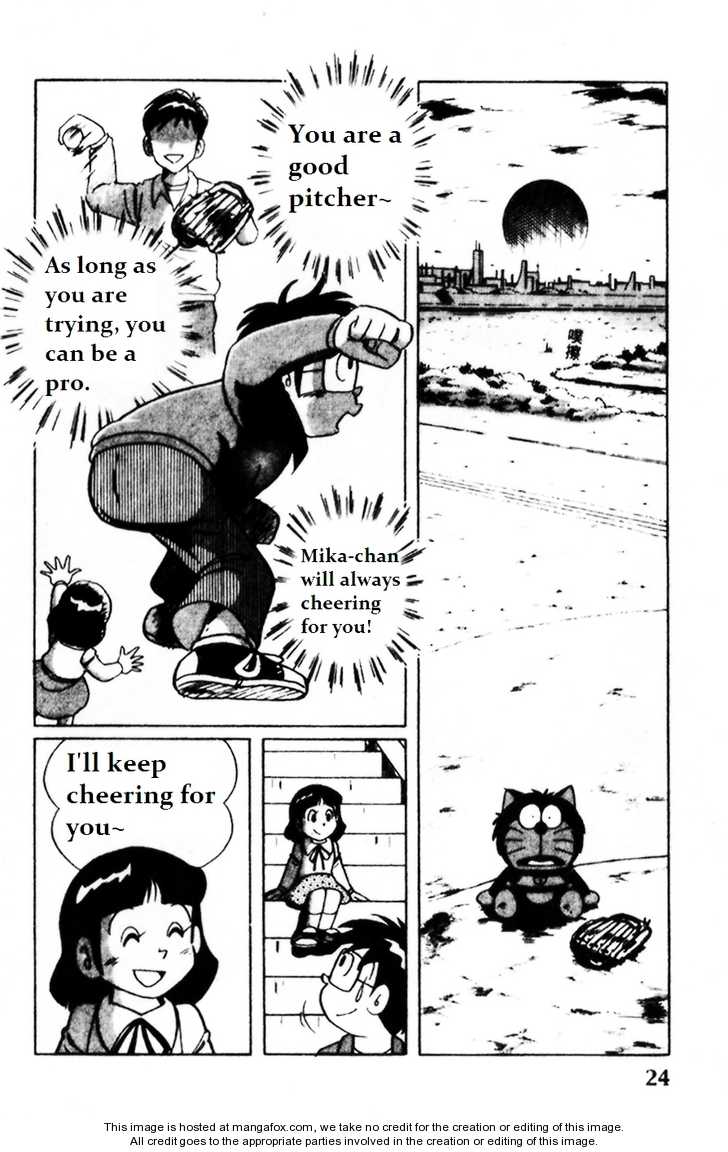 You are a
good
pitcher~
As long as
you are
trying, you
can be a
pro.
Mika-chan
will always
cheering
for you!
噗
擦
I'll keep
cheering for
you~
24
This image is hosted at mangafox.com, we take no credit for the creation or editing of this image.
All credit goes to the appropriate parties involved in the creation or editing of this image.